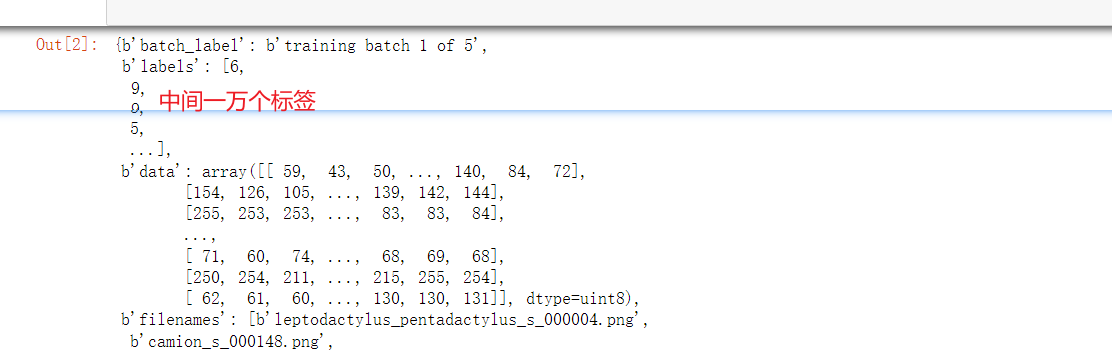 Out[2]: {b'batch_label': b'training batch 1 of 5',
b'labels': [6,
9,
9, 中间一万个标签
5,
...],
b'data': array([[ 59, 43, 50, ..., 140, 84, 72],
[154, 126, 105, ..., 139, 142, 144],
[255, 253, 253, ..., 83, 83, 84],
...,
[ 71, 60, 74, ..., 68, 69, 68],
[250, 254, 211, ..., 215, 255, 254],
[ 62, 61, 60, ..., 130, 130, 131]], dtype=uint8),
b'filenames': [b'leptodactylus_pentadactylus_s_000004.png',
b'camion_s_000148.png',